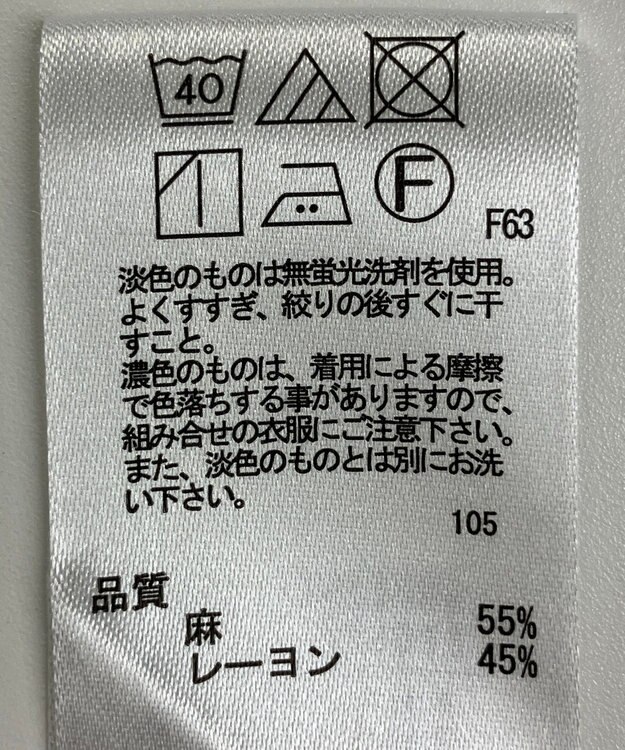 40
F
F63
淡色のものは無蛍光洗剤を使用。
よくすすぎ、絞りの後すぐに干
すこと。
濃色のものは、着用による摩擦
で色落ちする事がありますので、
組み合せの衣服にご注意下さい。
また、淡色のものとは別にお洗
い下さい。
105
品質
麻 55%
レーヨン 45%